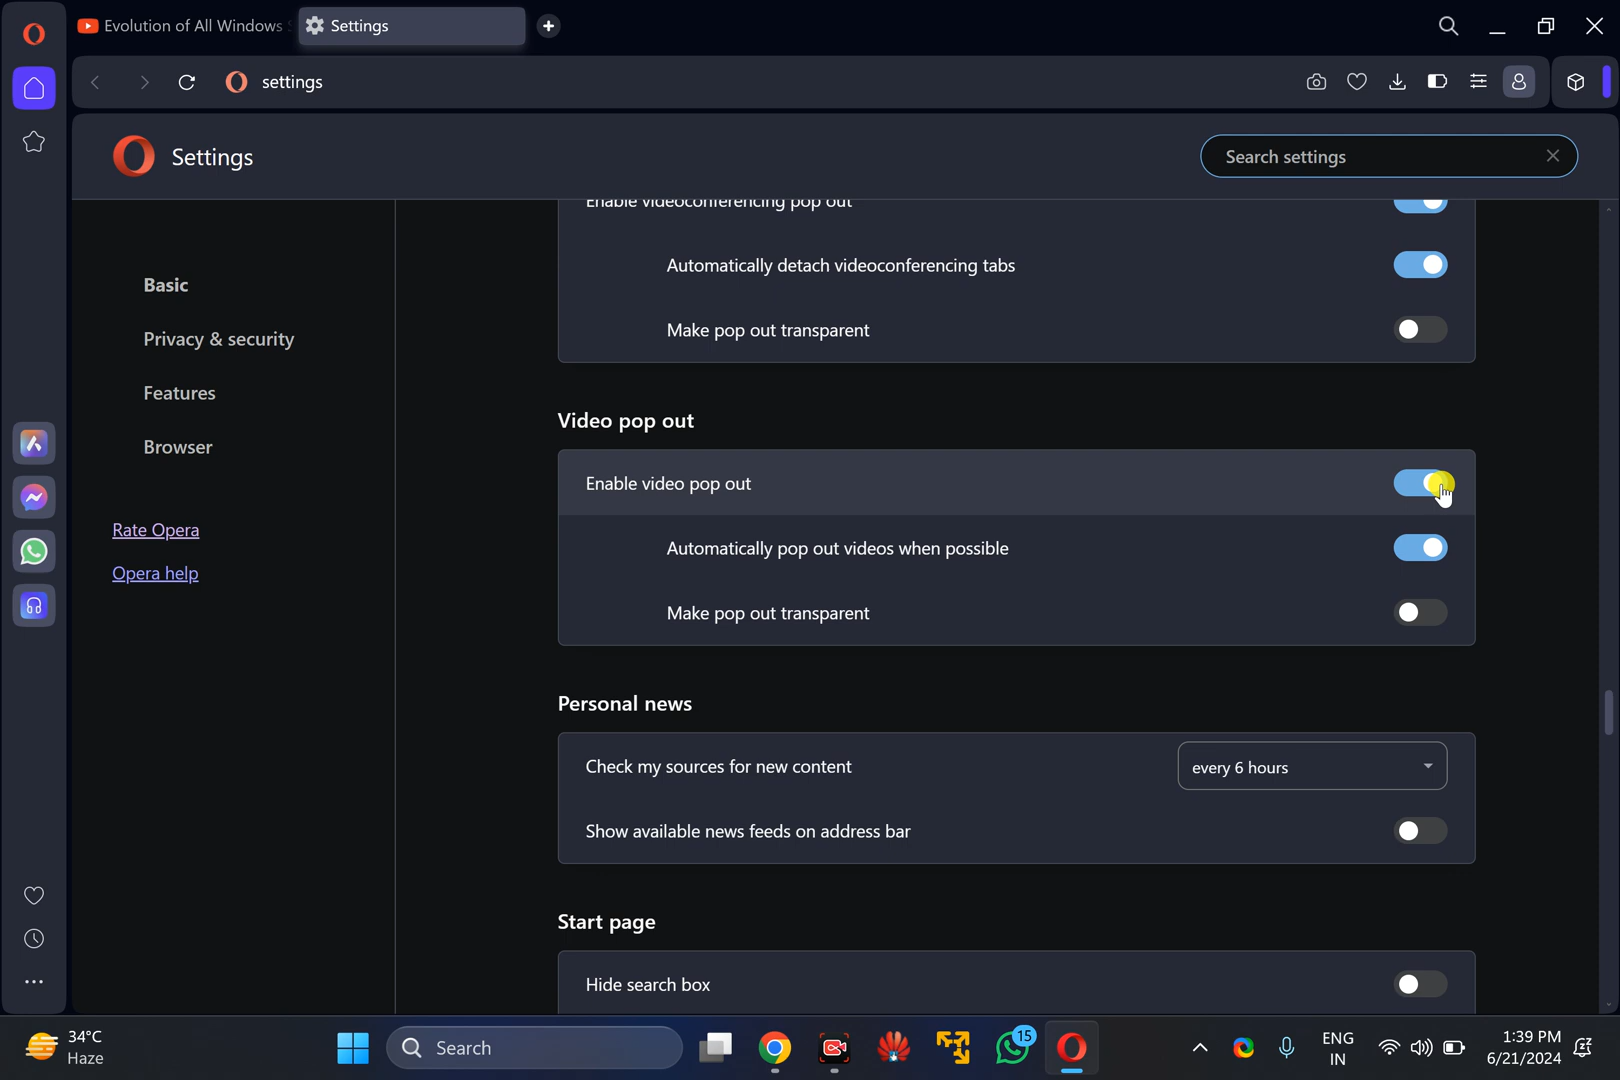 Evolution of All Windows
Settings
settings
Settings
Search settings
Enable videoconferencing pop out
Automatically detach videoconferencing tabs
Make pop out transparent
Basic
Privacy & security
Features
Browser
Rate Opera
Opera help
Video pop out
Enable video pop out
Automatically pop out videos when possible
Make pop out transparent
Personal news
Check my sources for new content
every 6 hours
Show available news feeds on address bar
Start page
Hide search box
34°C
Haze
Search
15
ENG
IN
1:39 PM
6/21/2024